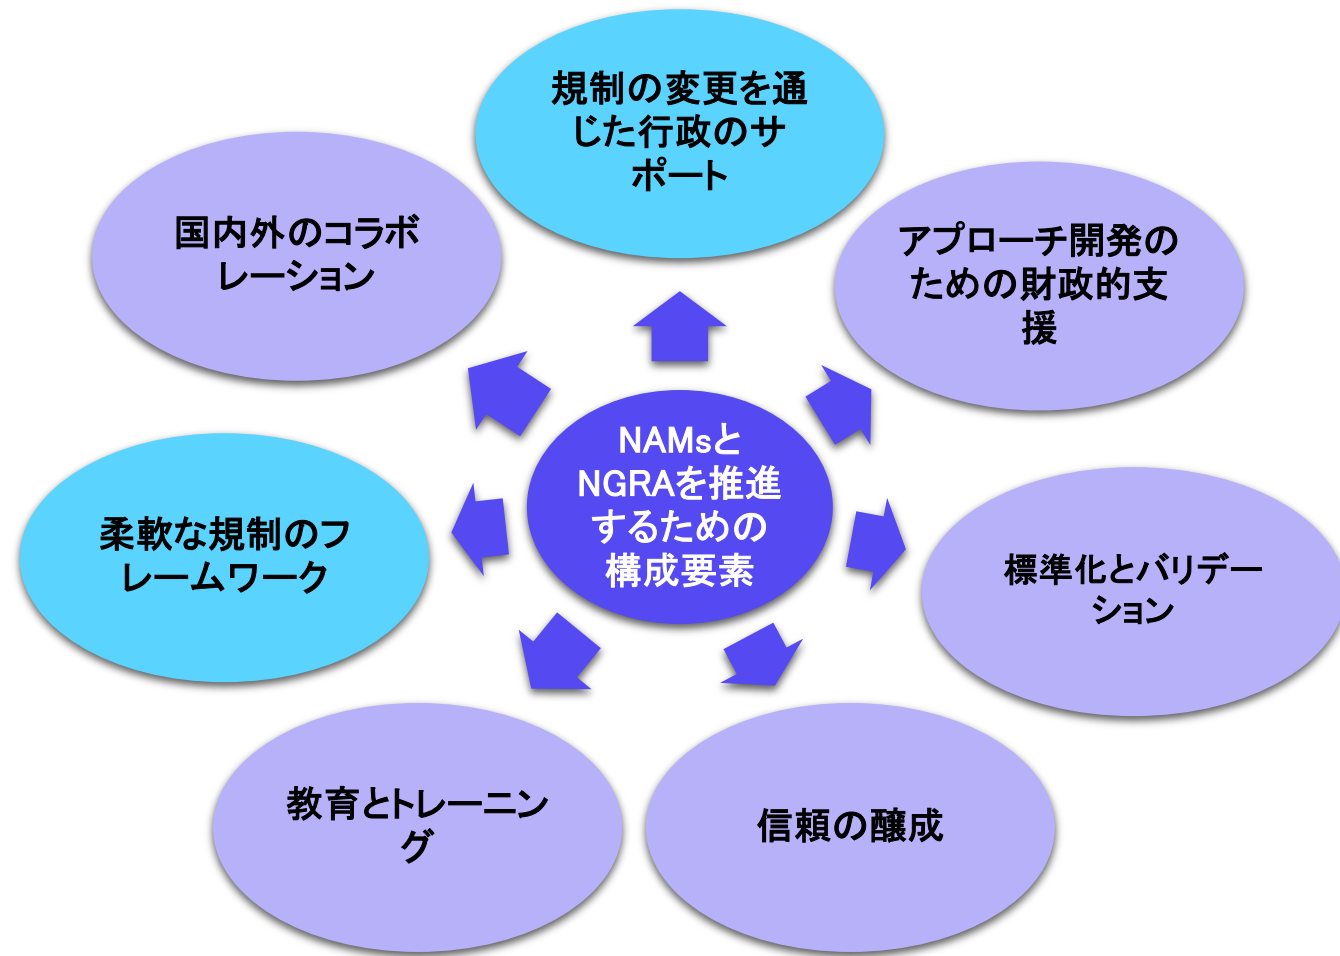 規制の変更を通
じた行政のサ
ポート
国内外のコラボ
レーション
アプローチ開発の
ための財政的支
援
NAMsと
NGRAを推進
するための
構成要素
柔軟な規制のフ
レームワーク
標準化とバリデー
ション
教育とトレーニン
グ
信頼の醸成